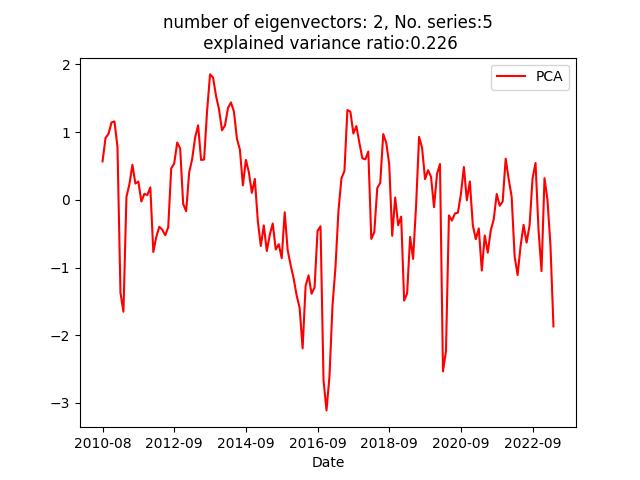 number of eigenvectors: 2, No. series:5
explained variance ratio:0.226
PCA
2
1
0
−1
−2
−3
2010-08 2012-09 2014-09 2016-09 2018-09 2020-09 2022-09
Date